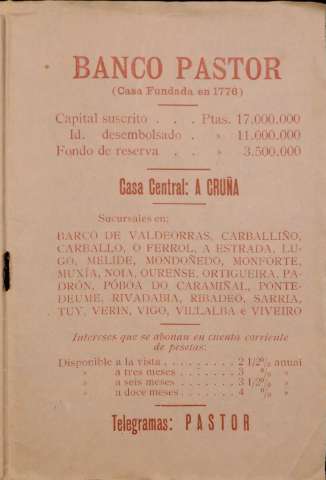 BANCO PASTOR
(Casa Fundada en 1776)
Capital suscrito . . . Ptas. 17.000.000
Id. desembolsado . » 11.000.000
Fondo de reserva . . » 3.500.000
Casa Central: A CRUÑA
Sucursales en:
BARCO DE VALDEORRAS, CARBALLIÑO,
CARBALLO, O FERROL, A ESTRADA, LU-
GO, MELIDE, MONDOÑEDO, MONFORTE,
MUXÍA, NOIA, OURENSE, ORTIGUEIRA, PA-
DRÓN, PÓBOA DO CARAMIÑAL, PONTE-
DEUME, RIVADABIA, RIBADEO, SARRIA,
TUY, VERIN, VIGO, VILLALBA e VIVEIRO
Intereses que se abonan en cuenta corriente
de pesetas:
Disponible a la vista . . . . . . . . . 2 1/2% anual
» a tres meses . . . . . . . . 3 % »
» a seis meses . . . . . . . . 3 1/2% »
» a doce meses . . . . . . . 4 % »
Telegramas: PASTOR